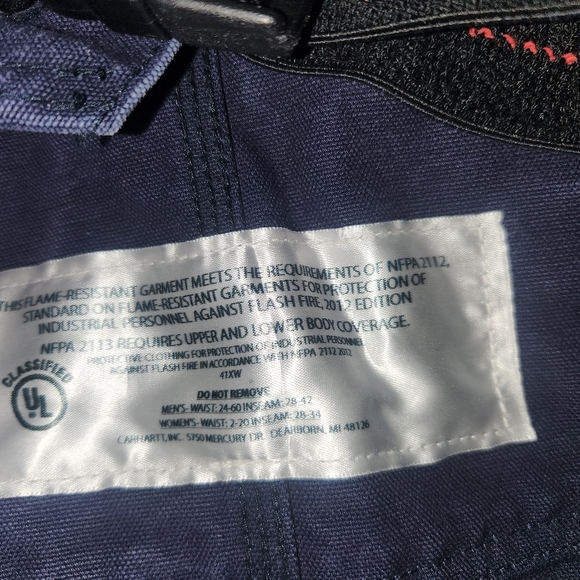 THIS FLAME-RESISTANT GARMENT MEETS THE REQUIREMENTS OF NFPA 2112,
STANDARD ON FLAME-RESISTANT GARMENTS FOR PROTECTION OF
INDUSTRIAL PERSONNEL AGAINST FLASH FIRE, 2012 EDITION
NFPA 2113 REQUIRES UPPER AND LOWER BODY COVERAGE.
PROTECTIVE CLOTHING FOR PROTECTION OF INDUSTRIAL PERSONNEL
AGAINST FLASH FIRE IN ACCORDANCE WITH NFPA 2112 2012
41XW
CLASSIFIED
UL
DO NOT REMOVE
MEN'S- WAIST: 24-60 INSEAM: 28-42
WOMEN'S- WAIST: 2-20 INSEAM: 28-34
CARHARTT, INC. 5750 MERCURY DR. DEARBORN, MI 48126